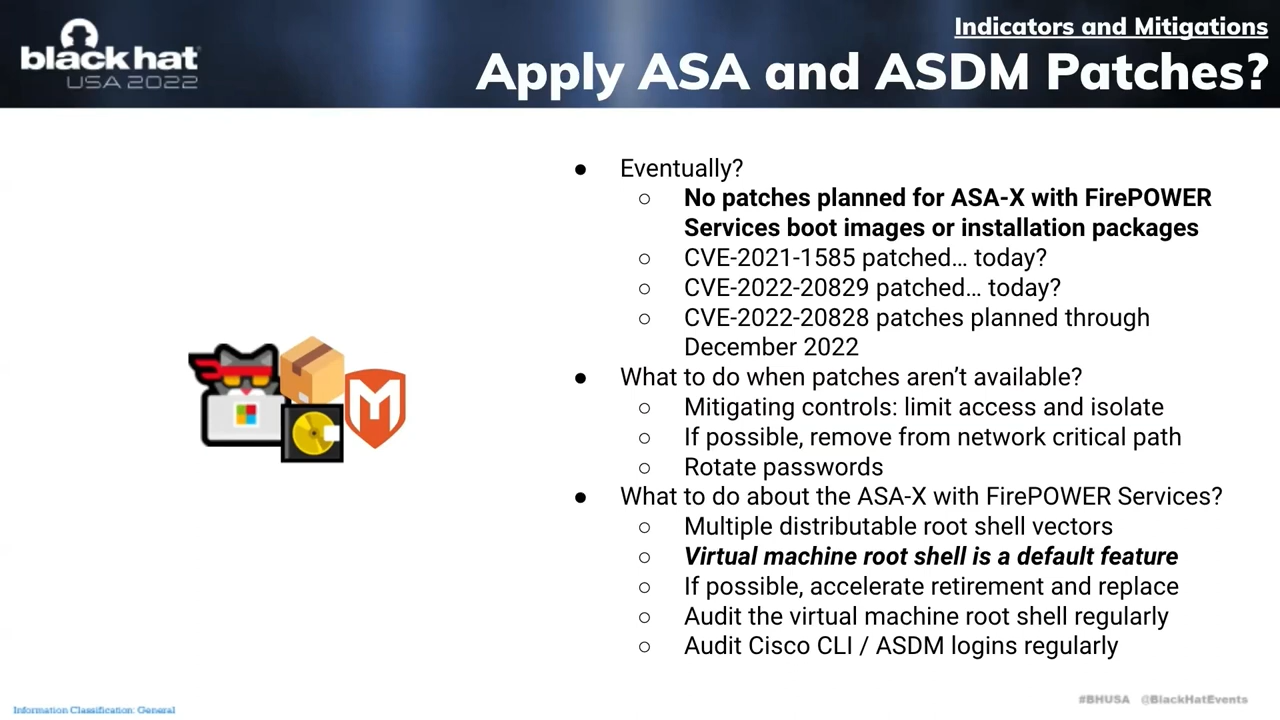 black hat
USA 2022
Indicators and Mitigations
Apply ASA and ASDM Patches?
● Eventually?
○ No patches planned for ASA-X with FirePOWER
Services boot images or installation packages
○ CVE-2021-1585 patched… today?
○ CVE-2022-20829 patched… today?
○ CVE-2022-20828 patches planned through
December 2022
● What to do when patches aren’t available?
○ Mitigating controls: limit access and isolate
○ If possible, remove from network critical path
○ Rotate passwords
● What to do about the ASA-X with FirePOWER Services?
○ Multiple distributable root shell vectors
○ Virtual machine root shell is a default feature
○ If possible, accelerate retirement and replace
○ Audit the virtual machine root shell regularly
○ Audit Cisco CLI / ASDM logins regularly
M
#BHUSA @BlackHatEvents
Information Classification: General